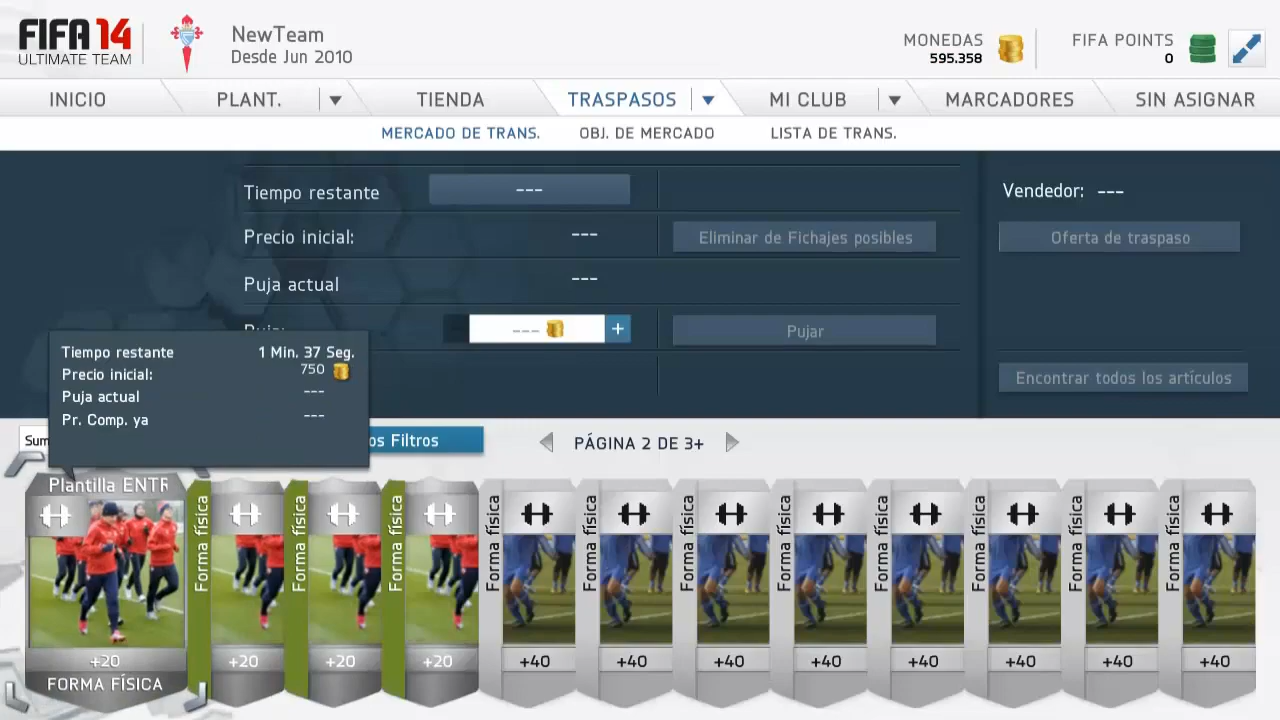 FIFA 14
ULTIMATE TEAM
NewTeam
Desde Jun 2010
MONEDAS
595.358
FIFA POINTS
0
INICIO
PLANT.
TIENDA
TRASPASOS
MI CLUB
MARCADORES
SIN ASIGNAR
MERCADO DE TRANS.
OBJ. DE MERCADO
LISTA DE TRANS.
Tiempo restante
---
Precio inicial:
---
Eliminar de Fichajes posibles
Puja actual
---
---
+
Pujar
Vendedor: ---
Oferta de traspaso
Encontrar todos los artículos
Tiempo restante 1 Min. 37 Seg.
Precio inicial: 750
Puja actual ---
Pr. Comp. ya ---
Sum
os Filtros
PÁGINA 2 DE 3+
Plantilla ENTR
+20
FORMA FÍSICA
Forma física
+20
Forma física
+20
Forma física
+20
Forma física
+40
Forma física
+40
Forma física
+40
Forma física
+40
Forma física
+40
Forma física
+40
Forma física
+40
Forma física
+40